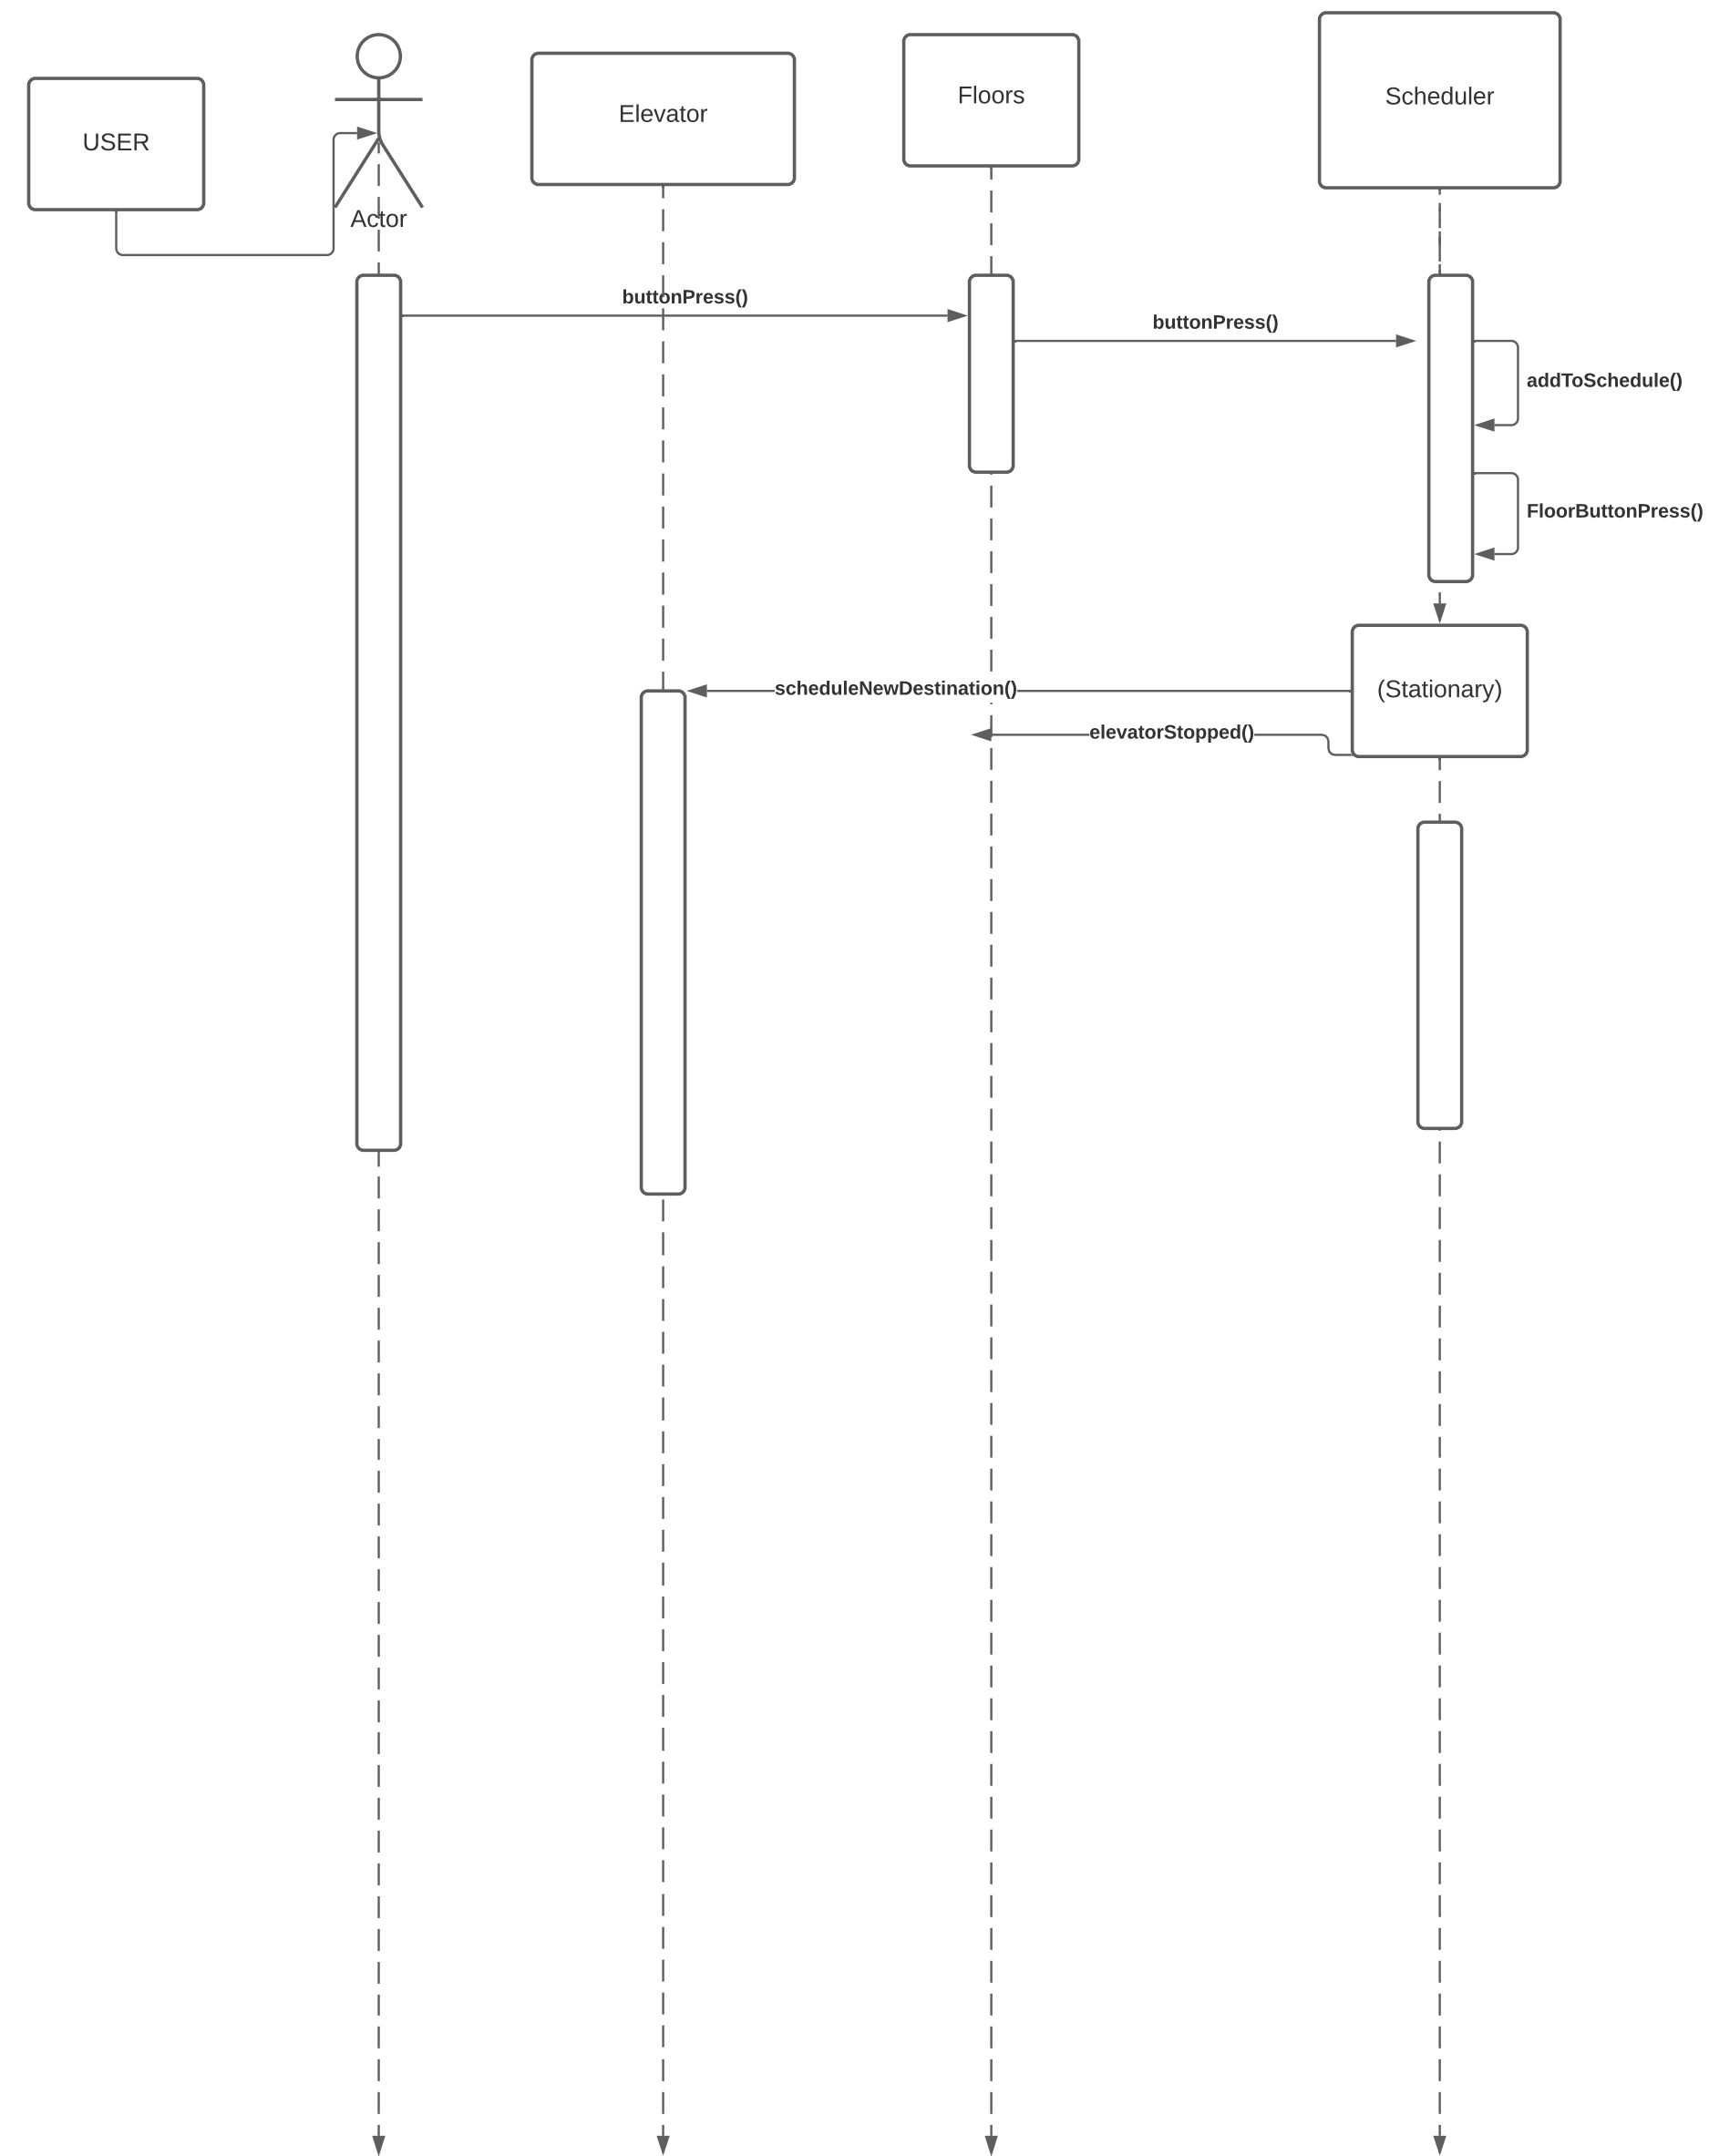 USER
Actor
Elevator
Floors
Scheduler
buttonPress()
buttonPress()
addToSchedule()
FloorButtonPress()
(Stationary)
scheduleNewDestination()
elevatorStopped()